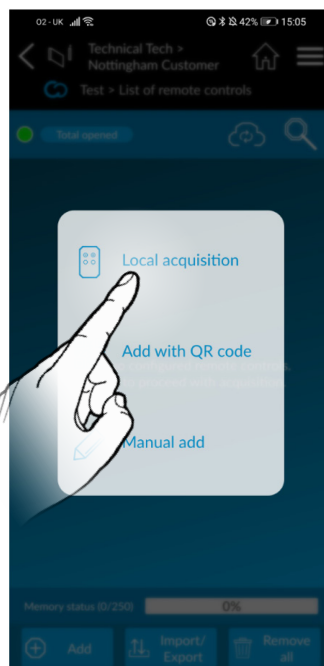 02-UK 42% 15:05
Technical Tech >
Nottingham Customer
Test > List of remote controls
Total opened
Local acquisition
Add with QR code
Manual add
Memory status (0/250) 0%
Add Import/
Export Remove
all